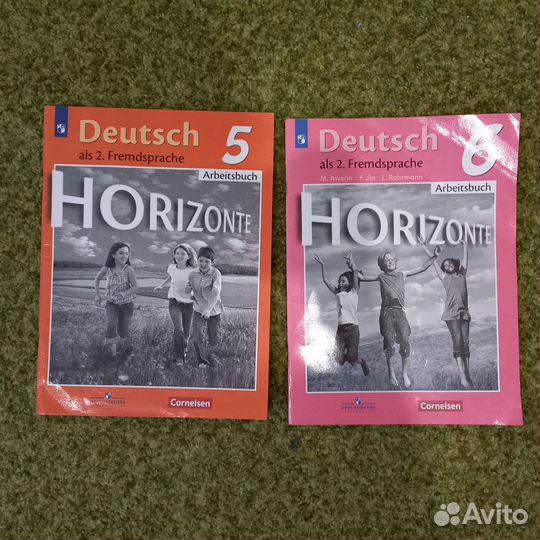 Deutsch 5
als 2. Fremdsprache
Arbeitsbuch
HORIZONTE
Cornelsen
Deutsch 6
als 2. Fremdsprache
M. Awerin F. Jin L. Rohrmann
Arbeitsbuch
HORIZONTE
ПРОСВЕЩЕНИЕ
Cornelsen
Avito